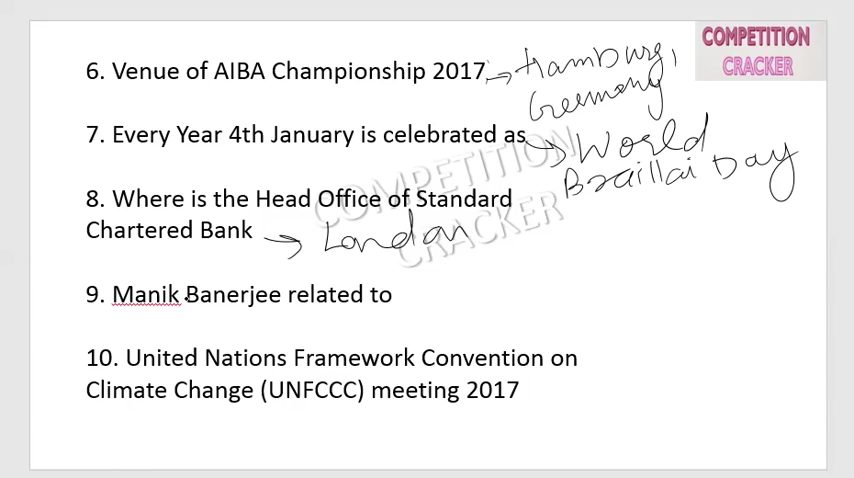 COMPETITION
CRACKER
6. Venue of AIBA Championship 2017 → Hamburg,
Germany
7. Every Year 4th January is celebrated as → World
Braillai Day
8. Where is the Head Office of Standard
Chartered Bank → London
COMPETITION
CRACKER
9. Manik Banerjee related to
10. United Nations Framework Convention on
Climate Change (UNFCCC) meeting 2017